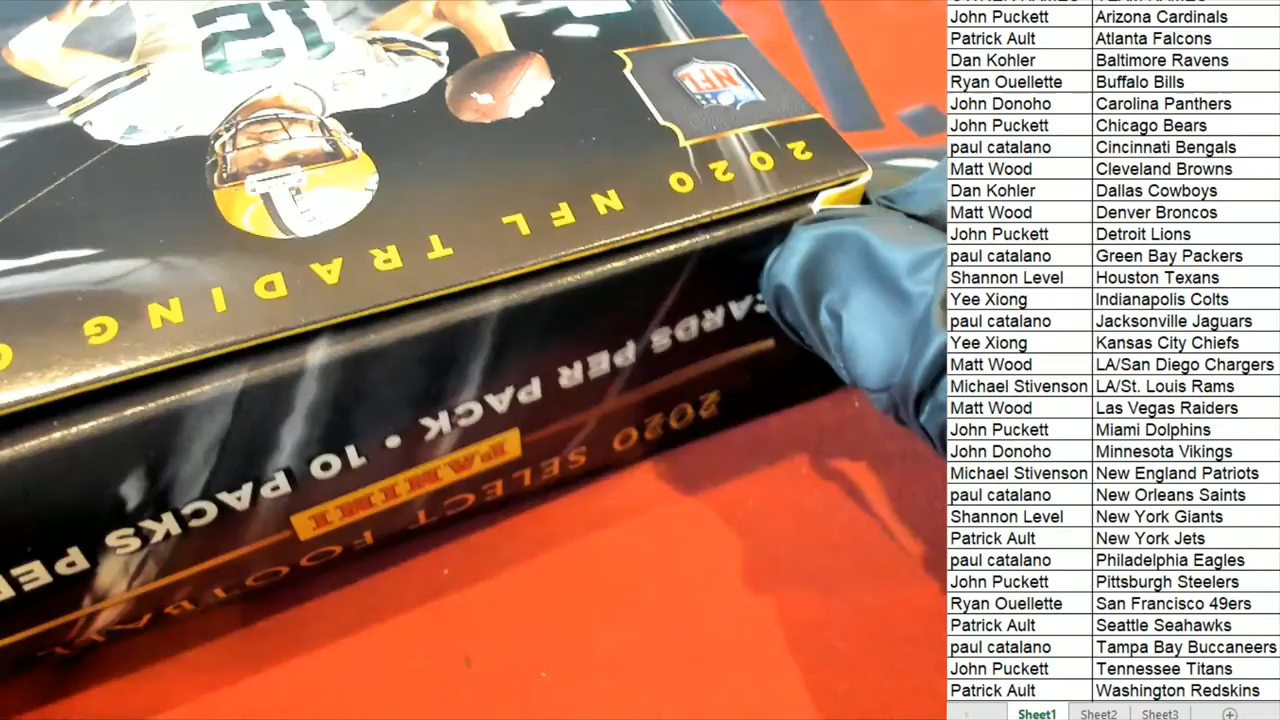 12
NFL
2020 NFL TRADING
CARDS PER PACK • 10 PACKS PER
PANINI
2020 SELECT FOOTBALL
John Puckett Arizona Cardinals
Patrick Ault Atlanta Falcons
Dan Kohler Baltimore Ravens
Ryan Ouellette Buffalo Bills
John Donoho Carolina Panthers
John Puckett Chicago Bears
paul catalano Cincinnati Bengals
Matt Wood Cleveland Browns
Dan Kohler Dallas Cowboys
Matt Wood Denver Broncos
John Puckett Detroit Lions
paul catalano Green Bay Packers
Shannon Level Houston Texans
Yee Xiong Indianapolis Colts
paul catalano Jacksonville Jaguars
Yee Xiong Kansas City Chiefs
Matt Wood LA/San Diego Chargers
Michael Stivenson LA/St. Louis Rams
Matt Wood Las Vegas Raiders
John Puckett Miami Dolphins
John Donoho Minnesota Vikings
Michael Stivenson New England Patriots
paul catalano New Orleans Saints
Shannon Level New York Giants
Patrick Ault New York Jets
paul catalano Philadelphia Eagles
John Puckett Pittsburgh Steelers
Ryan Ouellette San Francisco 49ers
Patrick Ault Seattle Seahawks
paul catalano Tampa Bay Buccaneers
John Puckett Tennessee Titans
Patrick Ault Washington Redskins
Sheet1 Sheet2 Sheet3